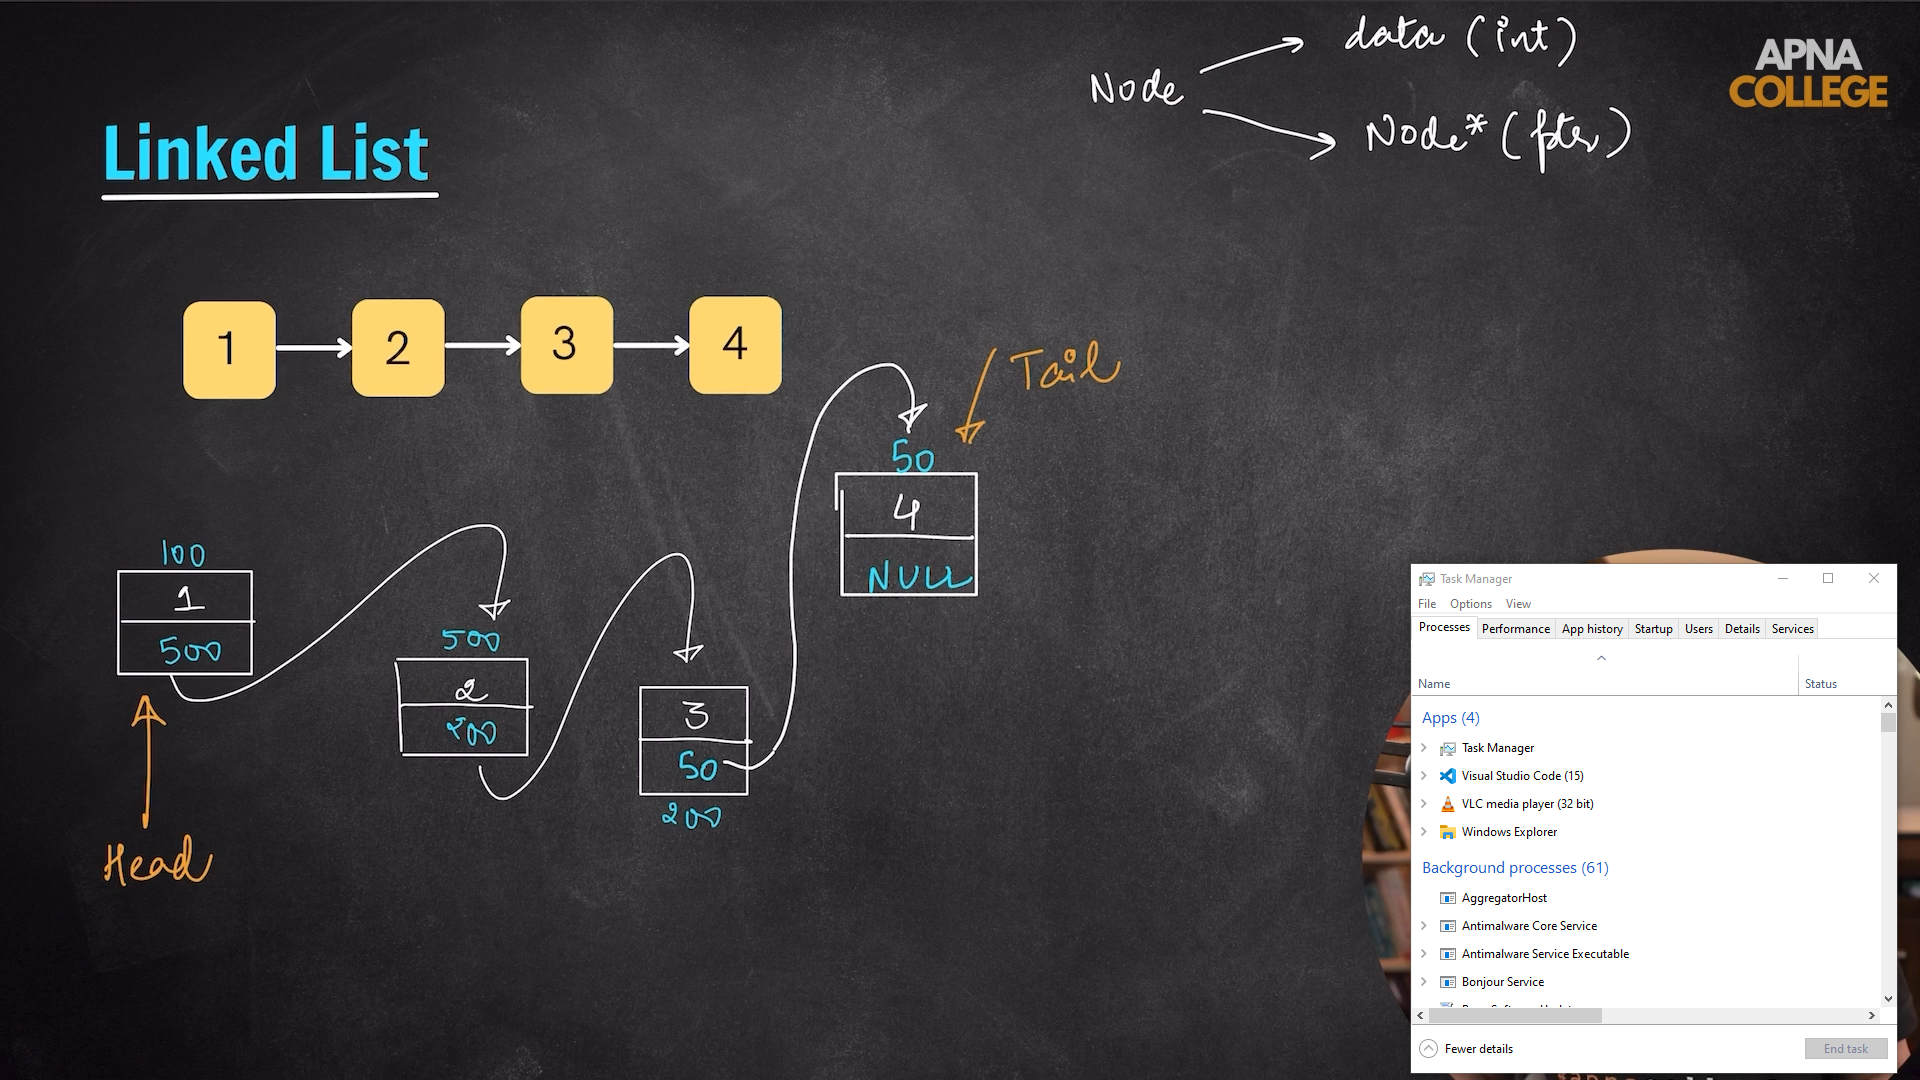 data (int)
Node
Node* (ptr)
APNA
COLLEGE
Linked List
1
2
3
4
Tail
50
4
NULL
100
1
500
500
2
200
3
50
200
Head
Task Manager
File Options View
Processes Performance App history Startup Users Details Services
Name Status
Apps (4)
Task Manager
Visual Studio Code (15)
VLC media player (32 bit)
Windows Explorer
Background processes (61)
AggregatorHost
Antimalware Core Service
Antimalware Service Executable
Bonjour Service
Fewer details
End task